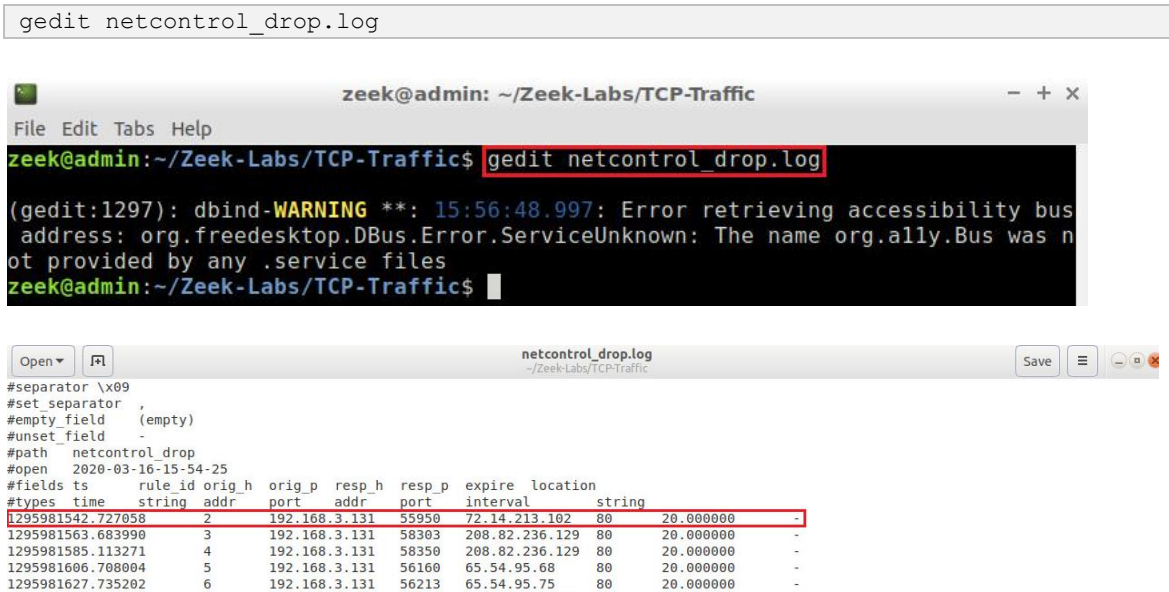 gedit netcontrol_drop.log
zeek@admin: ~/Zeek-Labs/TCP-Traffic
File Edit Tabs Help
zeek@admin:~/Zeek-Labs/TCP-Traffic$ gedit netcontrol_drop.log
(gedit:1297): dbind-WARNING **: 15:56:48.997: Error retrieving accessibility bus
address: org.freedesktop.DBus.Error.ServiceUnknown: The name org.a11y.Bus was n
ot provided by any .service files
zeek@admin:~/Zeek-Labs/TCP-Traffic$
Open netcontrol_drop.log Save
~/Zeek-Labs/TCP-Traffic
#separator \x09
#set_separator ,
#empty_field (empty)
#unset_field -
#path netcontrol_drop
#open 2020-03-16-15-54-25
#fields ts rule_id orig_h orig_p resp_h resp_p expire location
#types time string addr port addr port interval string
1295981542.727058 2 192.168.3.131 55950 72.14.213.102 80 20.000000 -
1295981563.683990 3 192.168.3.131 58303 208.82.236.129 80 20.000000 -
1295981585.113271 4 192.168.3.131 58350 208.82.236.129 80 20.000000 -
1295981606.708004 5 192.168.3.131 56160 65.54.95.68 80 20.000000 -
1295981627.735202 6 192.168.3.131 56213 65.54.95.75 80 20.000000 -